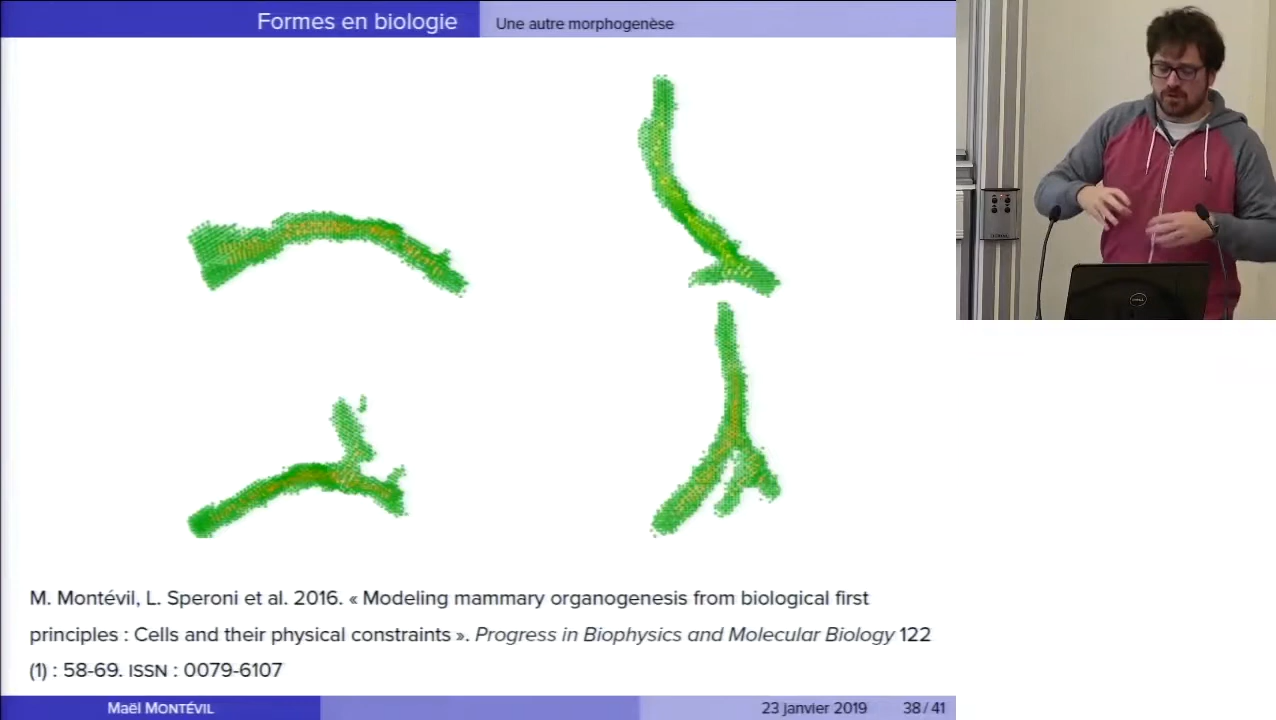 Formes en biologie
Une autre morphogenèse
M. Montévil, L. Speroni et al. 2016. « Modeling mammary organogenesis from biological first
principles : Cells and their physical constraints ». Progress in Biophysics and Molecular Biology 122
(1) : 58-69. ISSN : 0079-6107
Maël MONTÉVIL
23 janvier 2019
38 / 41
DELL